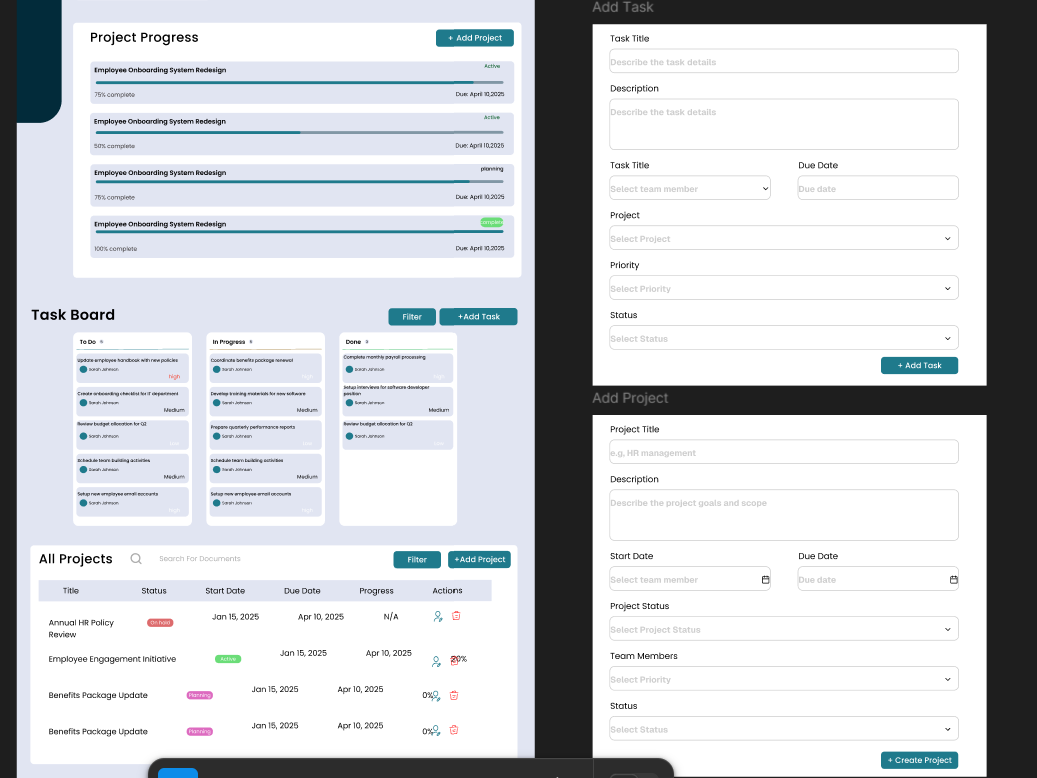 Project Progress
+ Add Project
Employee Onboarding System Redesign
Active
75% complete
Due: April 10,2025
Employee Onboarding System Redesign
Active
50% complete
Due: April 10,2025
Employee Onboarding System Redesign
planning
75% complete
Due: April 10,2025
Employee Onboarding System Redesign
complete
100% complete
Due: April 10,2025
Task Board
Filter
+Add Task
To Do
Update employee handbook with new policies
Sarah Johnson
high
Create onboarding checklist for IT department
Sarah Johnson
Medium
Review budget allocation for Q2
Sarah Johnson
low
Schedule team building activities
Sarah Johnson
Medium
Setup new employee email accounts
Sarah Johnson
high
In Progress
Coordinate benefits package renewal
Sarah Johnson
high
Develop training materials for new software
Sarah Johnson
Medium
Prepare quarterly performance reports
Sarah Johnson
low
Schedule team building activities
Sarah Johnson
Medium
Setup new employee email accounts
Sarah Johnson
high
Done
Complete monthly payroll processing
Sarah Johnson
high
Setup interviews for software developer
position
Sarah Johnson
Medium
Review budget allocation for Q2
Sarah Johnson
low
All Projects
Search For Documents
Filter
+Add Project
Title Status Start Date Due Date Progress Actions
Annual HR Policy
Review
On hold
Jan 15, 2025
Apr 10, 2025
N/A
Employee Engagement Initiative
Active
Jan 15, 2025
Apr 10, 2025
20%
Benefits Package Update
Planning
Jan 15, 2025
Apr 10, 2025
0%
Benefits Package Update
Planning
Jan 15, 2025
Apr 10, 2025
0%
Add Task
Task Title
Describe the task details
Description
Describe the task details
Task Title
Select team member
Due Date
Due date
Project
Select Project
Priority
Select Priority
Status
Select Status
+ Add Task
Add Project
Project Title
e.g, HR management
Description
Describe the project goals and scope
Start Date
Select team member
Due Date
Due date
Project Status
Select Project Status
Team Members
Select Priority
Status
Select Status
+ Create Project